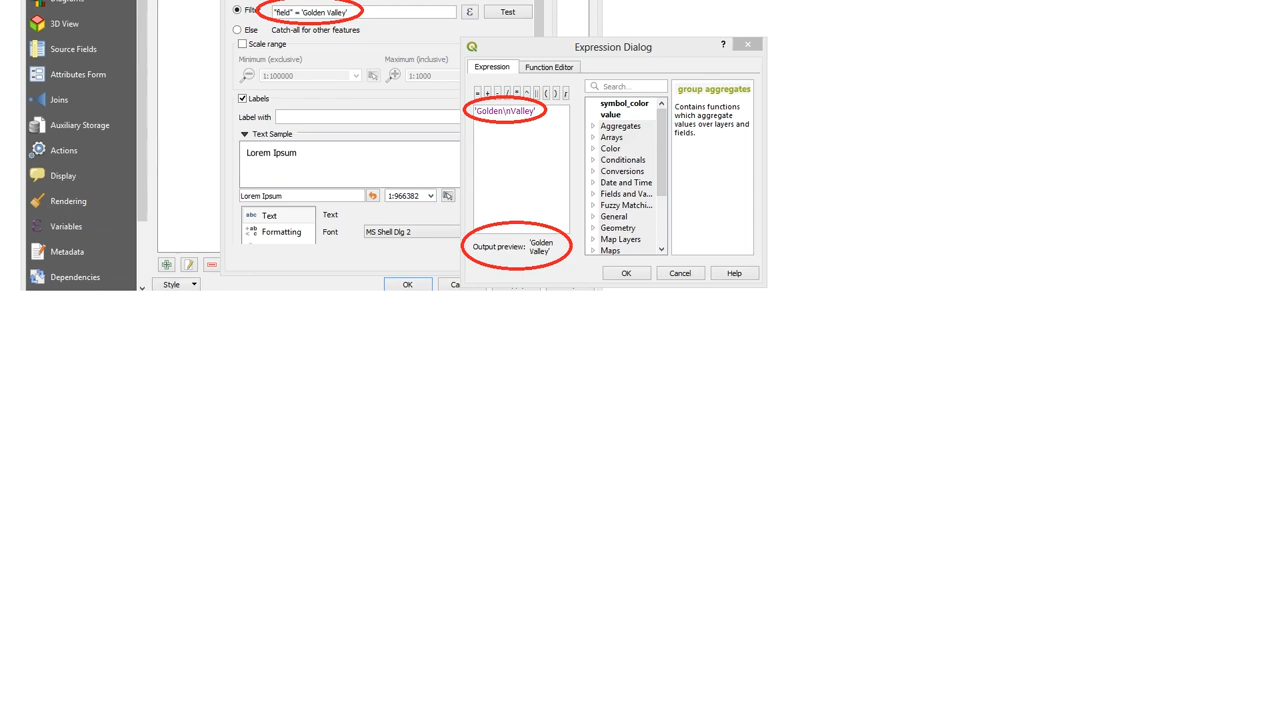 3D View
Source Fields
Attributes Form
Joins
Auxiliary Storage
Actions
Display
Rendering
Variables
Metadata
Dependencies
Style
"field" = 'Golden Valley'
ε
Test
Else
Catch-all for other features
Scale range
Minimum (exclusive)
Maximum (inclusive)
1:100000
1:1000
Labels
Label with
Text Sample
Lorem Ipsum
Lorem Ipsum
1:966382
abc Text
Formatting
Text
Font
MS Shell Dlg 2
OK
Expression Dialog
?
Expression
Function Editor
= + - / * ^ || ( )
'Golden\nValley'
Output preview:
'Golden
Valley'
Search...
symbol_color
value
Aggregates
Arrays
Color
Conditionals
Conversions
Date and Time
Fields and Va...
Fuzzy Matchi...
General
Geometry
Map Layers
Maps
group aggregates
Contains functions
which aggregate
values over layers and
fields.
OK
Cancel
Help